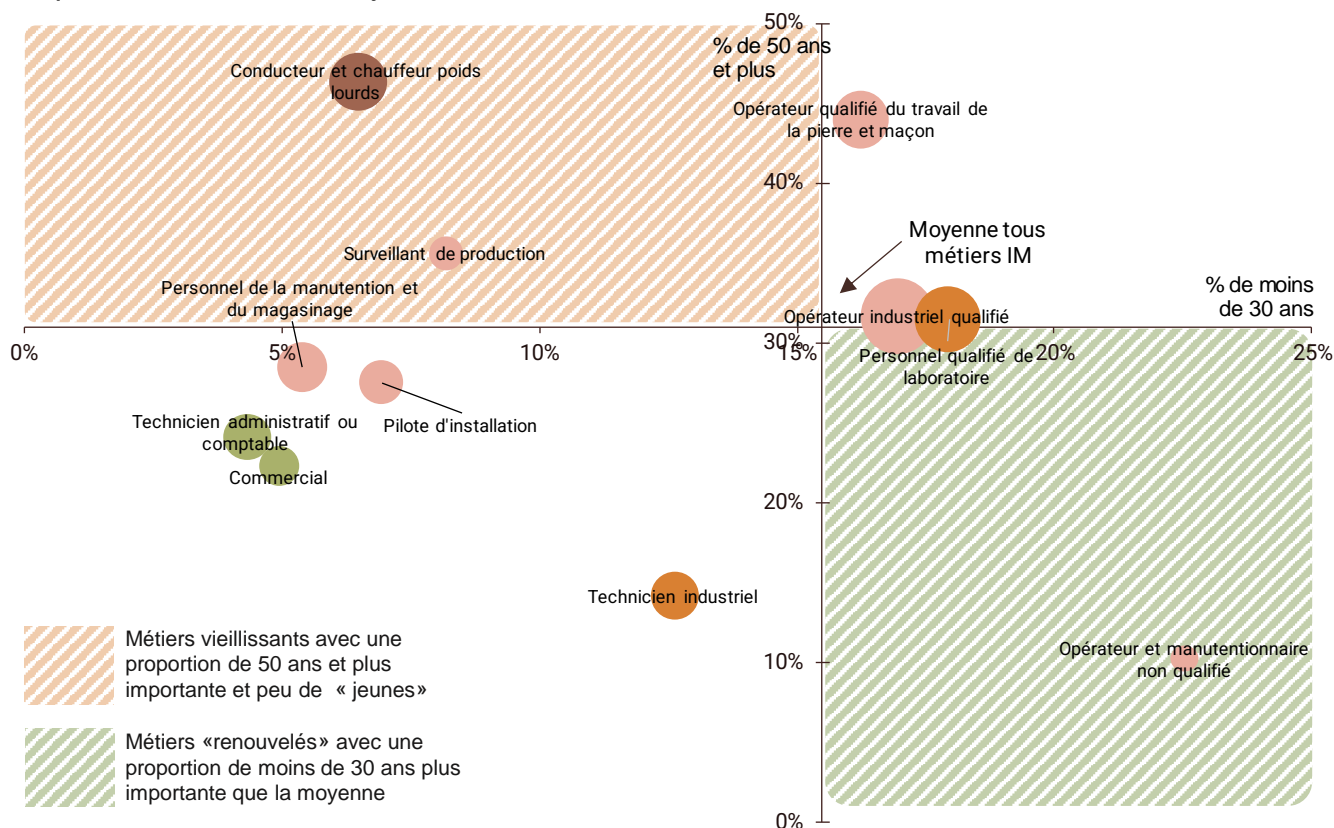 50%
% de 50 ans
et plus
Conducteur et chauffeur poids
lourds
Opérateur qualifié du travail de
la pierre et maçon
40%
Surveillant de production
Moyenne tous
métiers IM
Personnel de la manutention et
du magasinage
% de moins
de 30 ans
Opérateur industriel qualifié
0%
5%
10%
15%
30%
20%
25%
Personnel qualifié de
laboratoire
Technicien administratif ou
comptable
Pilote d'installation
Commercial
20%
Technicien industriel
Métiers vieillissants avec une
proportion de 50 ans et plus
importante et peu de « jeunes»
10%
Opérateur et manutentionnaire
non qualifié
Métiers «renouvelés» avec une
proportion de moins de 30 ans plus
importante que la moyenne
0%